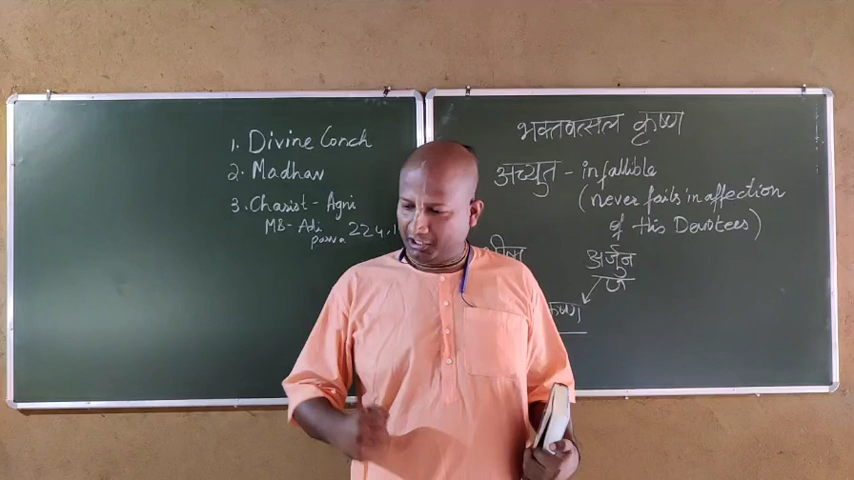 1. Divine Conch
2. Madhav
3. Chariot - Agni
MB - Adi
parva 224,1
भक्तवत्सल कृष्ण
अच्युत - infallible
(never fails in affection
of His Devotees)
अर्जुन